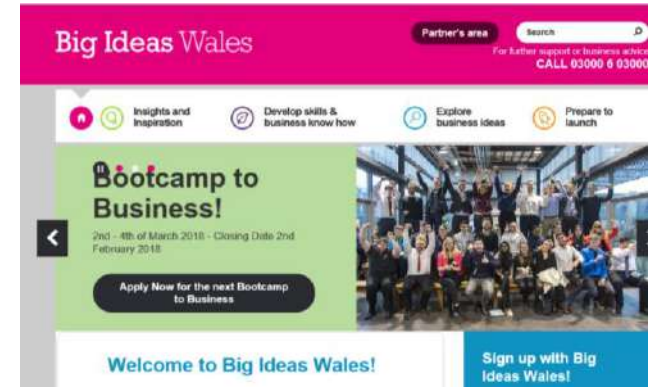 Big Ideas Wales
Partner's area
Search
For further support or business advice
CALL 03000 6 03000
Insights and
Inspiration
Develop skills &
business know how
Explore
business ideas
Prepare to
launch
Bootcamp to
Business!
2nd - 4th of March 2018 - Closing Date 2nd
February 2018
Apply Now for the next Bootcamp
to Business
Welcome to Big Ideas Wales!
Sign up with Big
Ideas Wales!